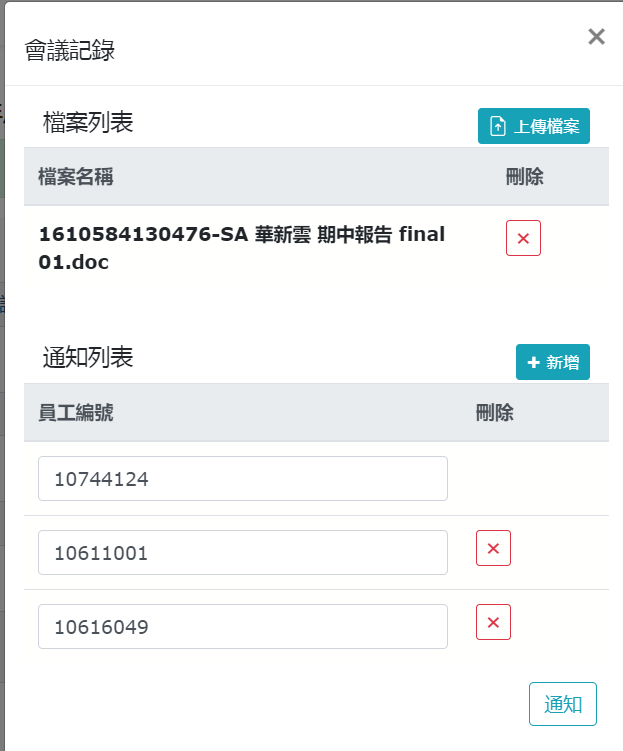 會議記錄
×
檔案列表
上傳檔案
檔案名稱 刪除
1610584130476-SA 華新雲 期中報告 final
01.doc
通知列表
+ 新增
員工編號 刪除
10744124
10611001
10616049
通知